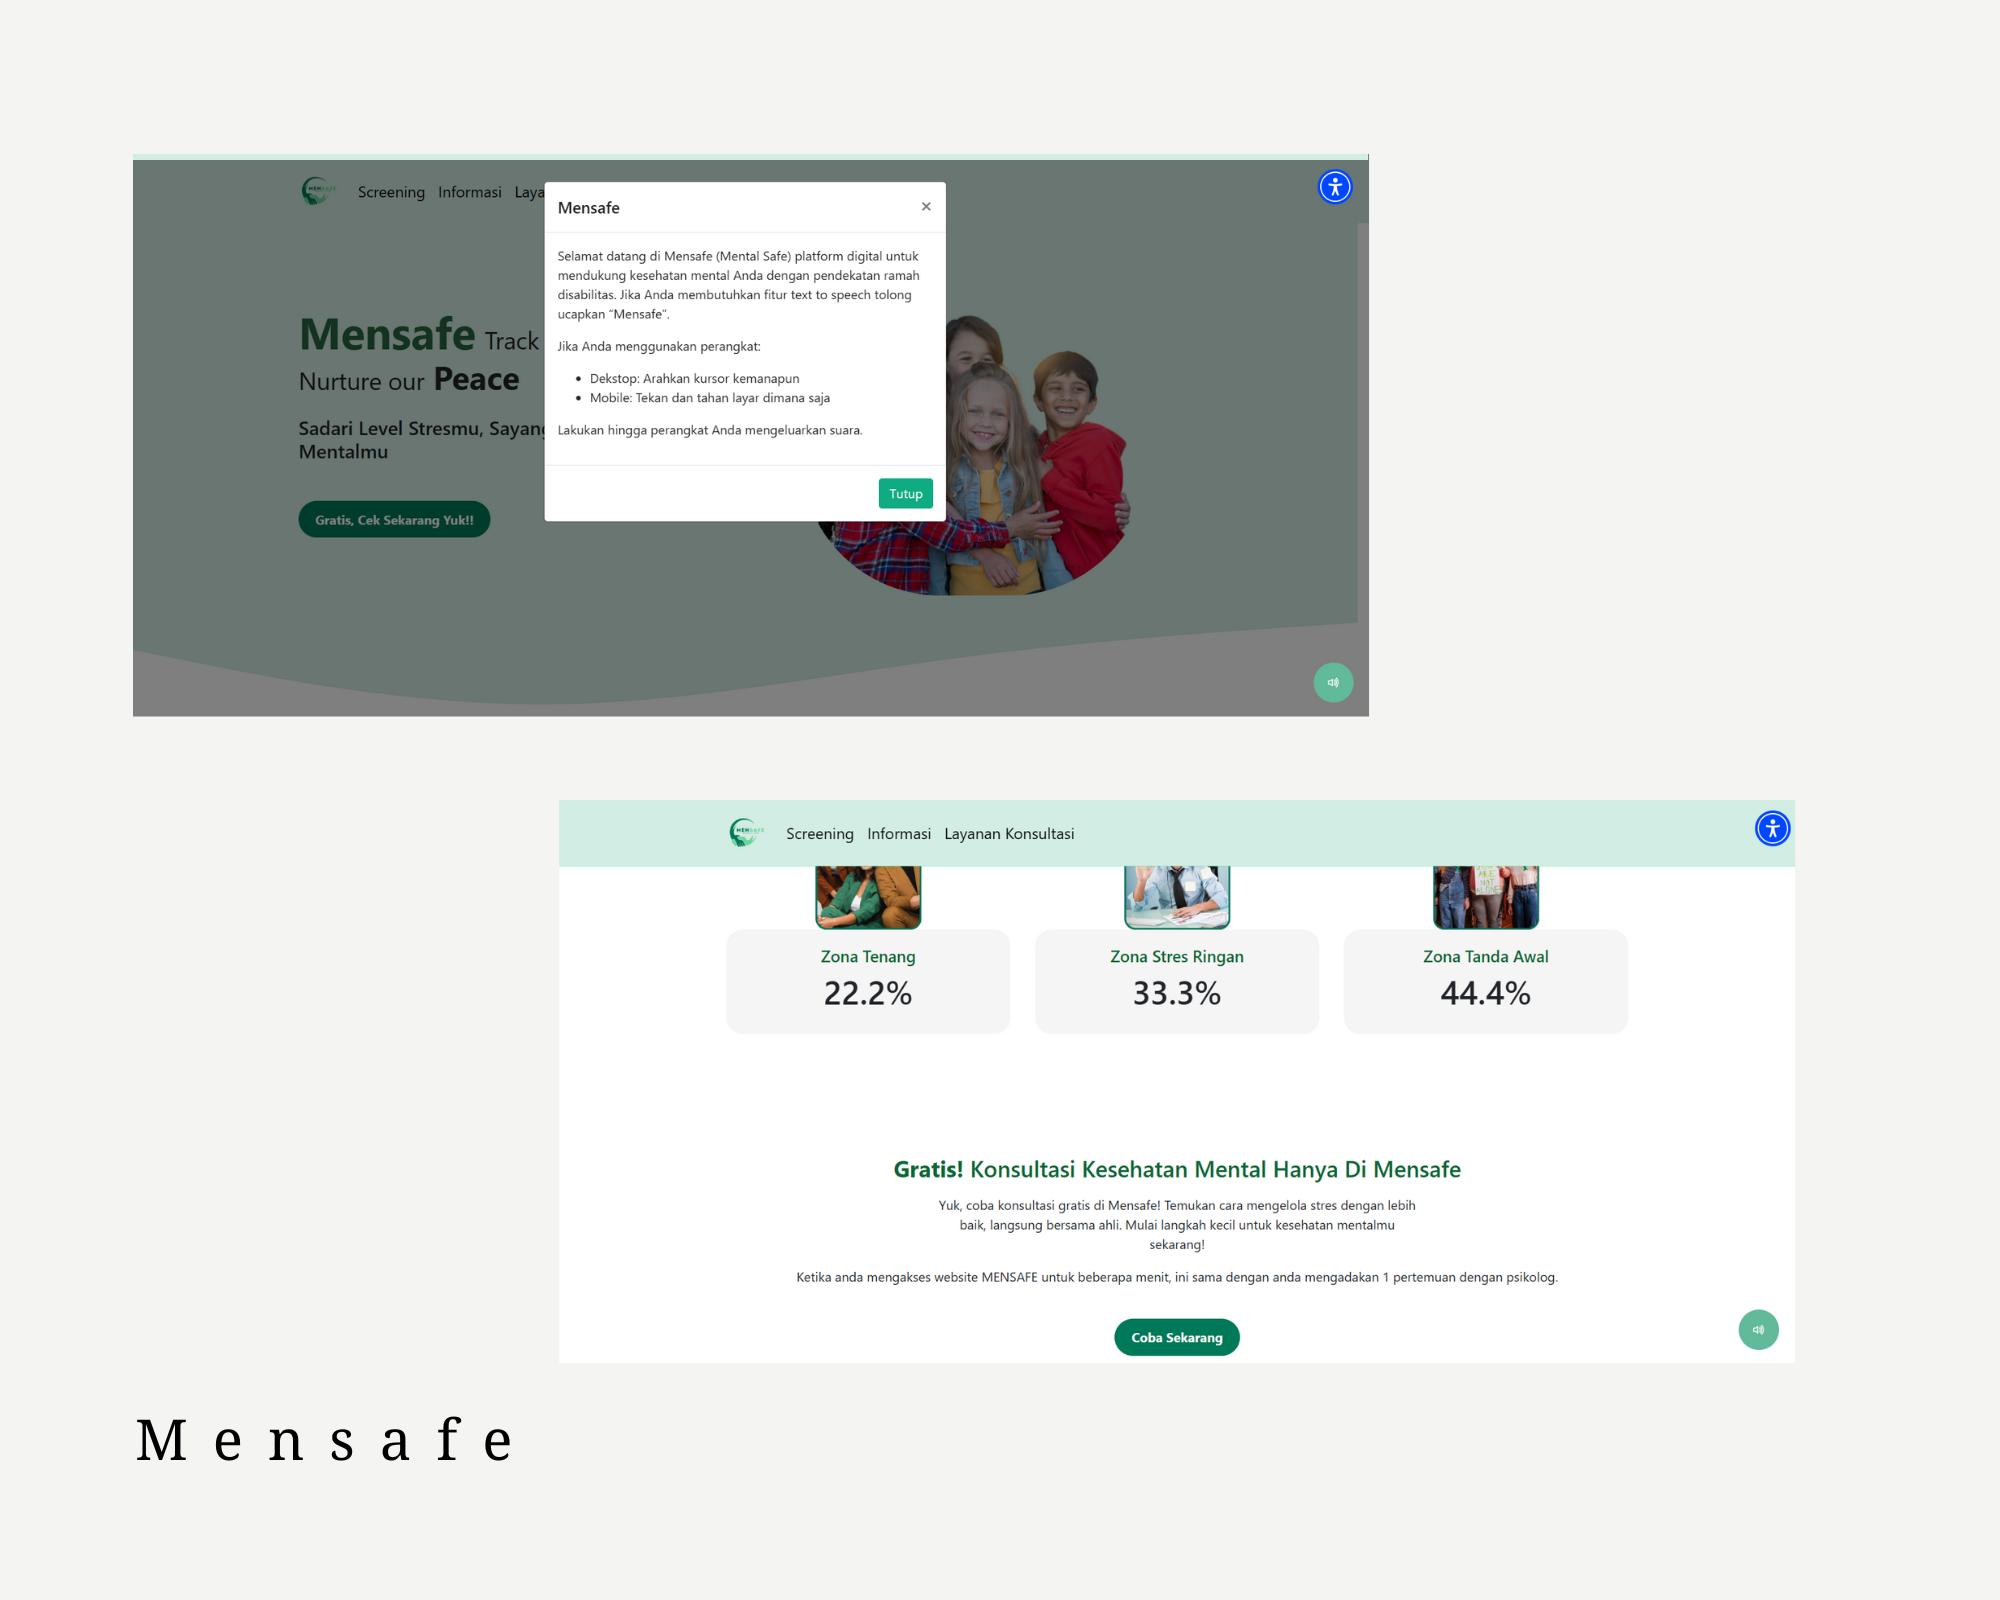 MENSAFE
Screening Informasi Laya
Mensafe ×
Selamat datang di Mensafe (Mental Safe) platform digital untuk
mendukung kesehatan mental Anda dengan pendekatan ramah
disabilitas. Jika Anda membutuhkan fitur text to speech tolong
ucapkan “Mensafe”.
Jika Anda menggunakan perangkat:
• Dekstop: Arahkan kursor kemanapun
• Mobile: Tekan dan tahan layar dimana saja
Lakukan hingga perangkat Anda mengeluarkan suara.
Tutup
Mensafe Track
Nurture our Peace
Sadari Level Stresmu, Sayang
Mentalmu
Gratis, Cek Sekarang Yuk!!
MENSAFE
Screening Informasi Layanan Konsultasi
ARE
NOT
ALONE
Zona Tenang
22.2%
Zona Stres Ringan
33.3%
Zona Tanda Awal
44.4%
Gratis! Konsultasi Kesehatan Mental Hanya Di Mensafe
Yuk, coba konsultasi gratis di Mensafe! Temukan cara mengelola stres dengan lebih
baik, langsung bersama ahli. Mulai langkah kecil untuk kesehatan mentalmu
sekarang!
Ketika anda mengakses website MENSAFE untuk beberapa menit, ini sama dengan anda mengadakan 1 pertemuan dengan psikolog.
Coba Sekarang
Mensafe